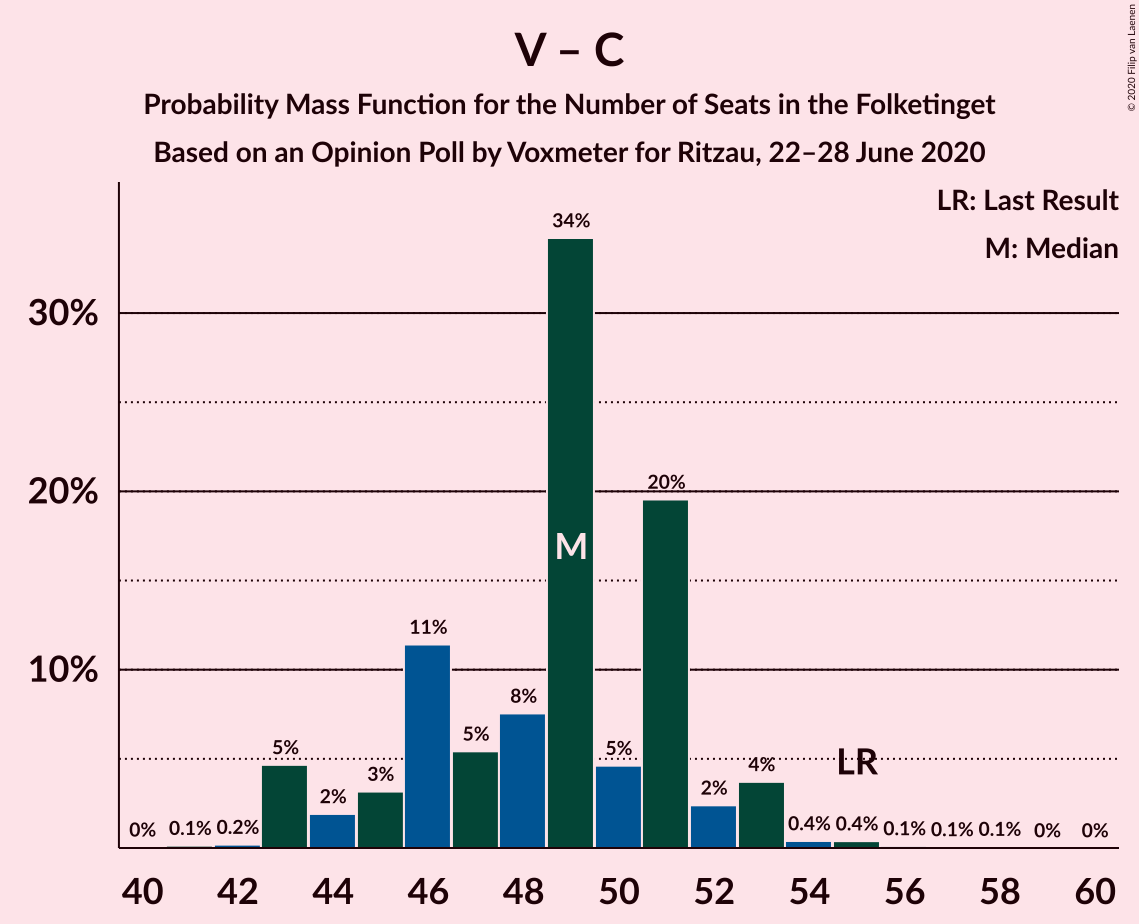 V – C
Probability Mass Function for the Number of Seats in the Folketinget
Based on an Opinion Poll by Voxmeter for Ritzau, 22–28 June 2020
© 2020 Filip van Laenen
LR: Last Result
M: Median
34%
30%
20%
20%
M
11%
10%
8%
5%
5%
5%
4%
LR
3%
2%
2%
0% 0.1% 0.2% 0.4% 0.4% 0.1% 0.1% 0.1% 0% 0%
40 42 44 46 48 50 52 54 56 58 60